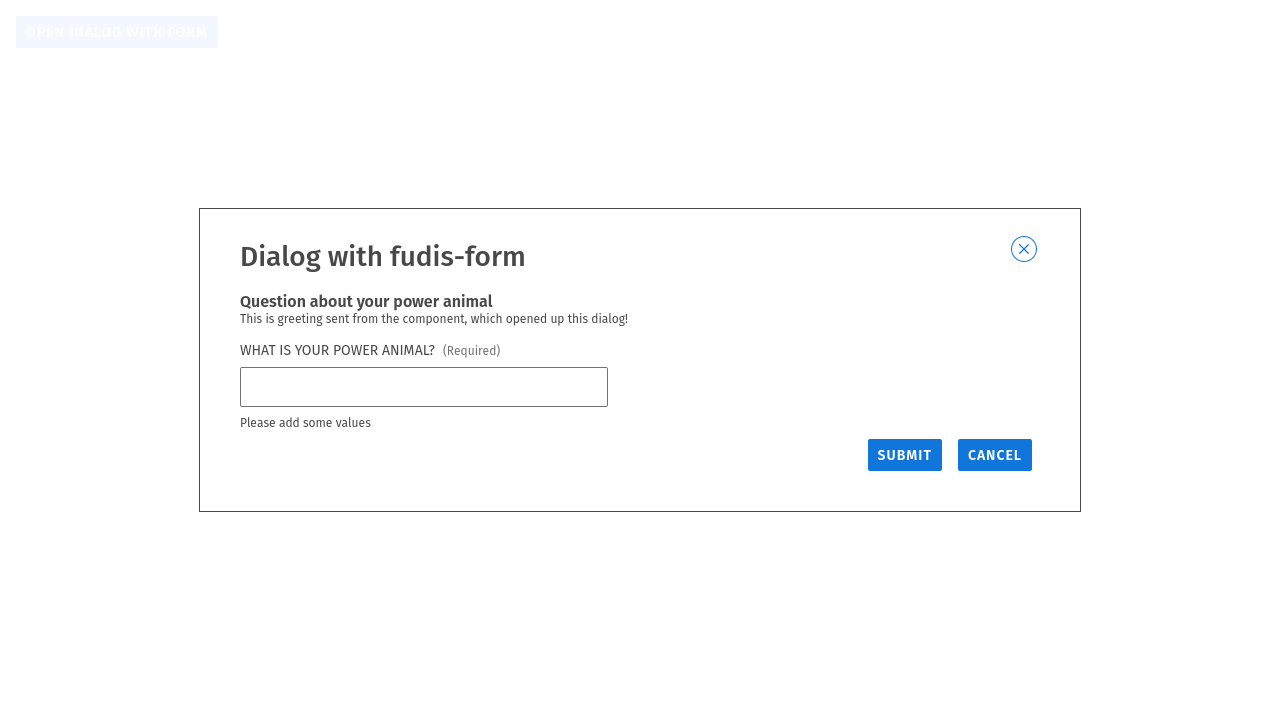 OPEN DIALOG WITH FORM
Dialog with fudis-form
Question about your power animal
This is greeting sent from the component, which opened up this dialog!
WHAT IS YOUR POWER ANIMAL? (Required)
Please add some values
SUBMIT CANCEL